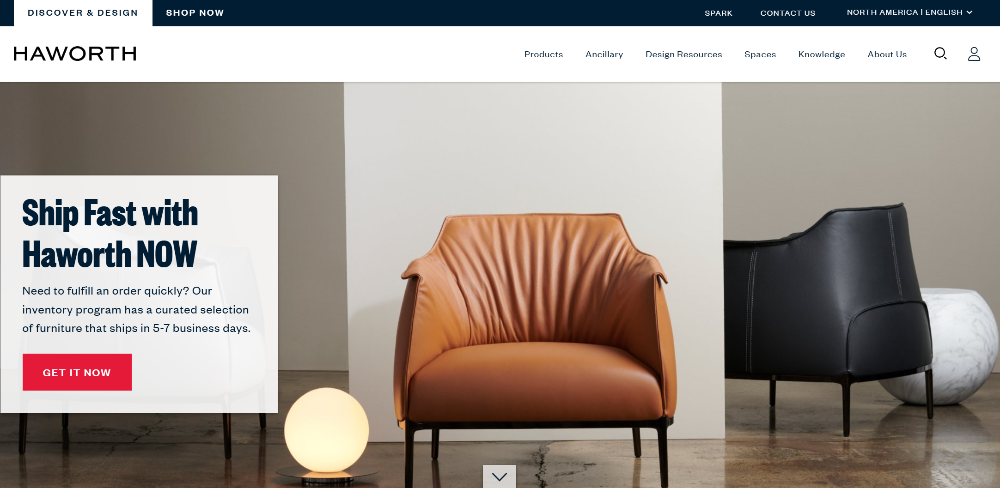 DISCOVER & DESIGN
SHOP NOW
SPARK
CONTACT US
NORTH AMERICA | ENGLISH
HAWORTH
Products
Ancillary
Design Resources
Spaces
Knowledge
About Us
Ship Fast with
Haworth NOW
Need to fulfill an order quickly? Our
inventory program has a curated selection
of furniture that ships in 5-7 business days.
GET IT NOW